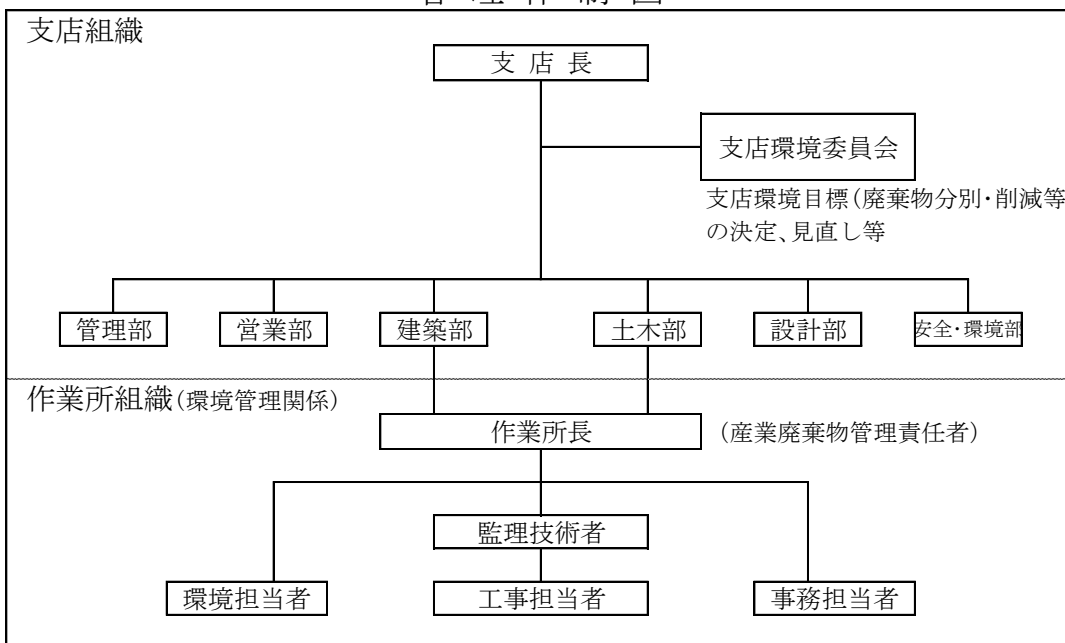 管 理 体 制 図
支店組織
支 店 長
支店環境委員会
支店環境目標(廃棄物分別・削減等
の決定、見直し等
管理部 営業部 建築部 土木部 設計部 安全・環境部
作業所組織(環境管理関係)
作業所長 (産業廃棄物管理責任者)
監理技術者
環境担当者 工事担当者 事務担当者